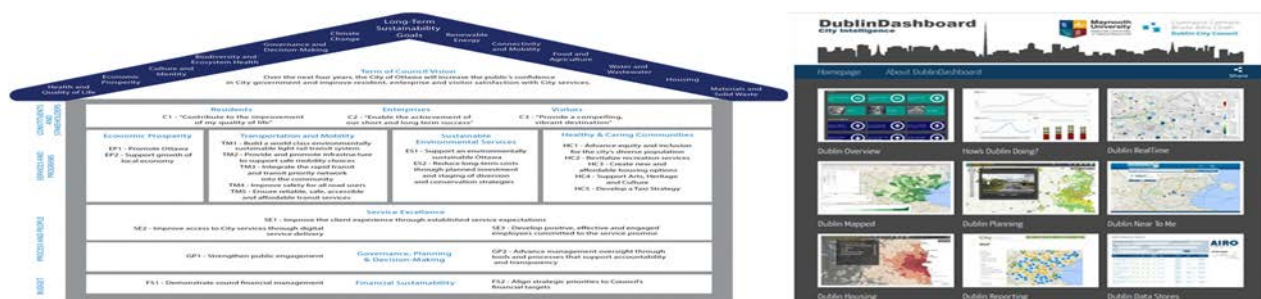 Long-Term
Sustainability
Goals
Climate
Change
Renewable
Energy
Governance and
Decision-Making
Connectivity
and Mobility
Biodiversity and
Ecosystem Health
Food and
Agriculture
Culture and
Identity
Water and
Wastewater
Economic
Prosperity
Housing
Health and
Quality of Life
Materials and
Solid Waste
Term of Council Vision
Over the next four years, the City of Ottawa will increase the public's confidence
in City government and improve resident, enterprise and visitor satisfaction with City services.
CONSTITUENTS
AND
STAKEHOLDERS
Residents
C1 - "Contribute to the improvement
of my quality of life"
Enterprises
C2 - "Enable the achievement of
our short and long term success"
Visitors
C3 - "Provide a compelling,
vibrant destination"
SERVICES AND
PROGRAMS
Economic Prosperity
EP1 - Promote Ottawa
EP2 - Support growth of
local economy
Transportation and Mobility
TM1 - Build a world class environmentally
sustainable light rail transit system
TM2 - Provide and promote infrastructure
to support safe mobility choices
TM3 - Integrate the rapid transit
and transit priority network
into the community
TM4 - Improve safety for all road users
TM5 - Ensure reliable, safe, accessible
and affordable transit services
Sustainable
Environmental Services
ES1 - Support an environmentally
sustainable Ottawa
ES2 - Reduce long-term costs
through planned investment
and staging of diversion
and conservation strategies
Healthy & Caring Communities
HC1 - Advance equity and inclusion
for the city's diverse population
HC2 - Revitalize recreation services
HC3 - Create new and
affordable housing options
HC4 - Support Arts, Heritage
and Culture
HC5 - Develop a Taxi Strategy
PROCESS AND PEOPLE
Service Excellence
SE1 - Improve the client experience through established service expectations
SE2 - Improve access to City services through digital
service delivery
SE3 - Develop positive, effective and engaged
employees committed to the service promise
GP1 - Strengthen public engagement
Governance, Planning
& Decision-Making
GP2 - Advance management oversight through
tools and processes that support accountability
and transparency
BUDGET
FS1 - Demonstrate sound financial management
Financial Sustainability
FS2 - Align strategic priorities to Council's
financial targets
DublinDashboard
City Intelligence
Maynooth
University
Dublin City Council
Homepage
About DublinDashboard
Share
Dublin Overview
How's Dublin Doing?
Dublin RealTime
Dublin Mapped
Dublin Planning
Dublin Near To Me
AIRO
Dublin Housing
Dublin Reporting
Dublin Data Stores